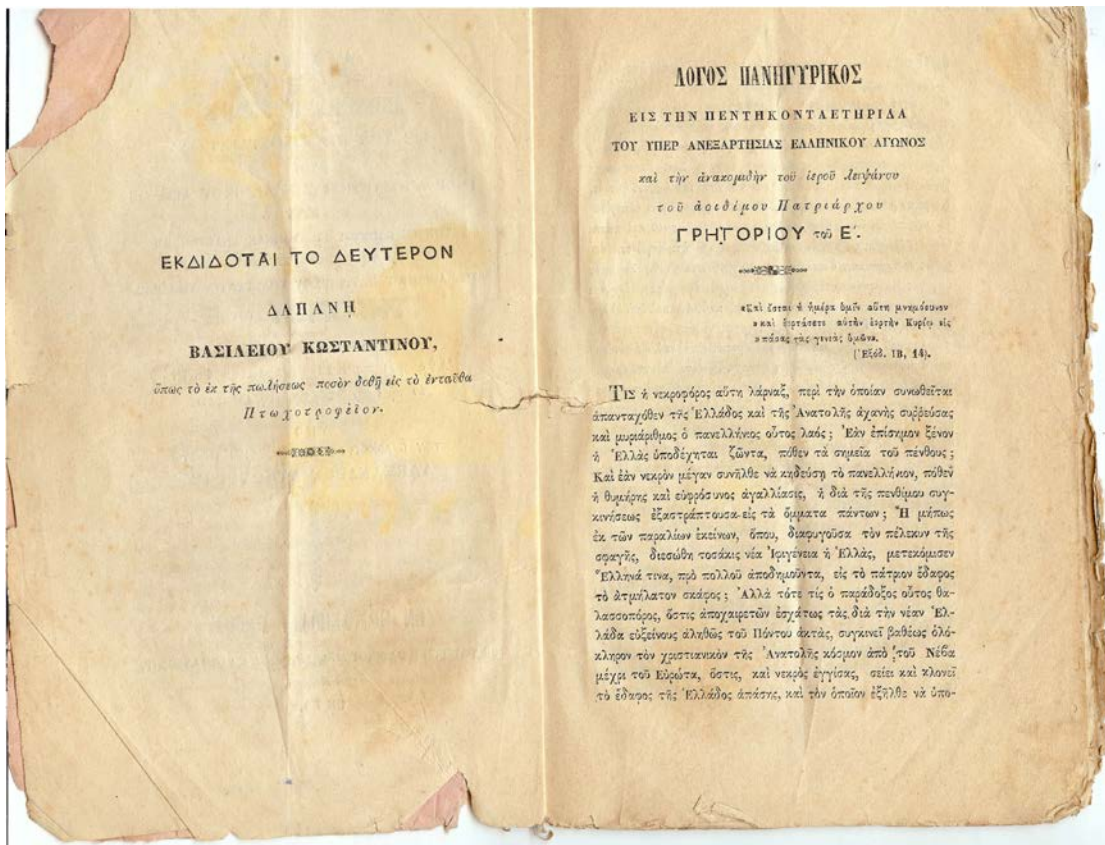 ΕΚΔΙΔΟΤΑΙ ΤΟ ΔΕΥΤΕΡΟΝ
ΔΑΠΑΝῌ
ΒΑΣΙΛΕΙΟΥ ΚΩΣΤΑΝΤΙΝΟΥ,
ὅπως τὸ ἐκ τῆς πωλήσεως ποσὸν δοθῇ εἰς τὸ ἐνταῦθα
Πτωχοτροφεῖον.
ΛΟΓΟΣ ΠΑΝΗΓΥΡΙΚΟΣ
ΕΙΣ ΤΗΝ ΠΕΝΤΗΚΟΝΤΑΕΤΗΡΙΔΑ
ΤΟΥ ΥΠΕΡ ΑΝΕΞΑΡΤΗΣΙΑΣ ΕΛΛΗΝΙΚΟΥ ΑΓΩΝΟΣ
καὶ τὴν ἀνακομιδὴν τοῦ ἱεροῦ λειψάνου
τοῦ ἀοιδίμου Πατριάρχου
ΓΡΗΓΟΡΙΟΥ τοῦ Ε΄.
«Καὶ ἔσται ἡ ἡμέρα ὑμῖν αὕτη μνημόσυνον
»καὶ ἑορτάσετε αὐτὴν ἑορτὴν Κυρίῳ εἰς
»πάσας τὰς γενεὰς ὑμῶν».
(Ἐξόδ. ΙΒ, 14).
ΤΙΣ ἡ νεκροφόρος αὕτη λάρναξ, περὶ τὴν ὁποίαν συνωθεῖται
ἁπανταχόθεν τῆς Ἑλλάδος καὶ τῆς Ἀνατολῆς ἀχανὴς συῤῥεύσας
καὶ μυριάριθμος ὁ πανελλήνιος οὗτος λαός; Ἐὰν ἐπίσημον ξένον
ἡ Ἑλλὰς ὑποδέχηται ζῶντα, πόθεν τὰ σημεῖα τοῦ πένθους;
Καὶ ἐὰν νεκρὸν μέγαν συνῆλθε νὰ κηδεύσῃ τὸ πανελλήνιον, πόθεν
ἡ θυμήρης καὶ εὐφρόσυνος ἀγαλλίασις, ἡ διὰ τῆς πενθίμου συγ-
κινήσεως ἐξαστράπτουσα εἰς τὰ ὄμματα πάντων; Ἢ μήπως
ἐκ τῶν παραλίων ἐκείνων, ὅπου, διαφυγοῦσα τὸν πέλεκυν τῆς
σφαγῆς, διεσώθη τοσάκις νέα Ἰφιγένεια ἡ Ἑλλὰς, μετεκόμισεν
Ἕλληνά τινα, πρὸ πολλοῦ ἀποδημοῦντα, εἰς τὸ πάτριον ἔδαφος
τὸ ἀτμήλατον σκάφος; Ἀλλὰ τότε τίς ὁ παράδοξος οὗτος θα-
λασσοπόρος, ὅστις ἀποχαιρετῶν ἐσχάτως τὰς διὰ τὴν νέαν Ἑλ-
λάδα εὐξείνους ἀληθῶς τοῦ Πόντου ἀκτὰς, συγκινεῖ βαθέως ὁλό-
κληρον τὸν χριστιανικὸν τῆς Ἀνατολῆς κόσμον ἀπὸ τοῦ Νέβα
μέχρι τοῦ Εὐρώτα, ὅστις, καὶ νεκρὸς ἐγγίσας, σείει καὶ κλονεῖ
τὸ ἔδαφος τῆς Ἑλλάδος ἁπάσης, καὶ τὸν ὁποῖον ἐξῆλθε νὰ ὑπο-